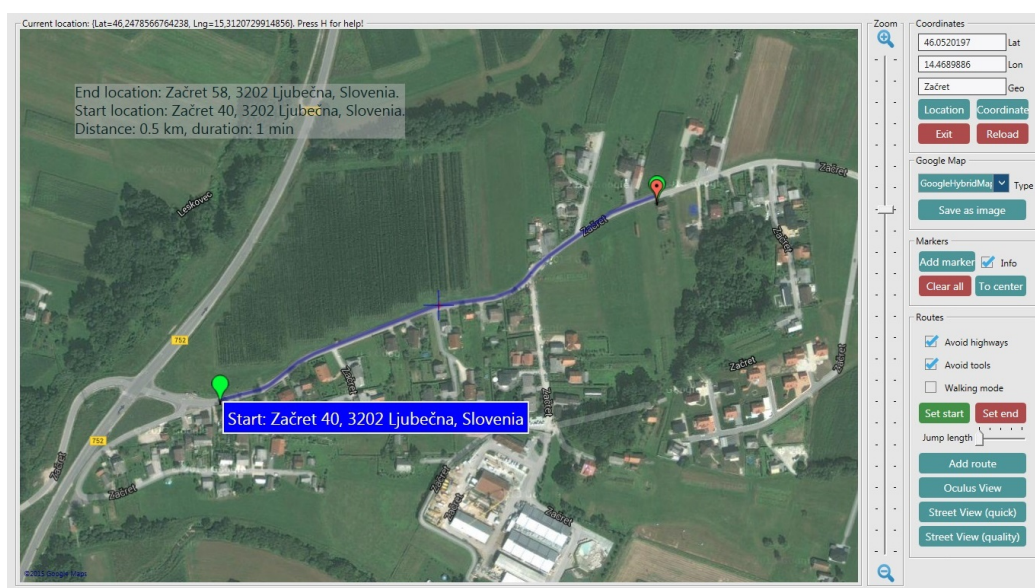 Current location: {Lat=46,2478566764238, Lng=15,3120729914856}. Press H for help!
End location: Začret 58, 3202 Ljubečna, Slovenia.
Start location: Začret 40, 3202 Ljubečna, Slovenia.
Distance: 0.5 km, duration: 1 min
Leskovec
Začret
Začret
752
Začret
Začret
Začret
Start: Začret 40, 3202 Ljubečna, Slovenia
Začret
752
Začret
Začret
Začret
Začret
Začret
©2015 Google Maps
Zoom
Coordinates
46.0520197
Lat
14.4689886
Lon
Začret
Geo
Location
Coordinate
Exit
Reload
Google Map
GoogleHybridMap
Type
Save as image
Markers
Add marker
Info
Clear all
To center
Routes
Avoid highways
Avoid tools
Walking mode
Set start
Set end
Jump length
Add route
Oculus View
Street View (quick)
Street View (quality)